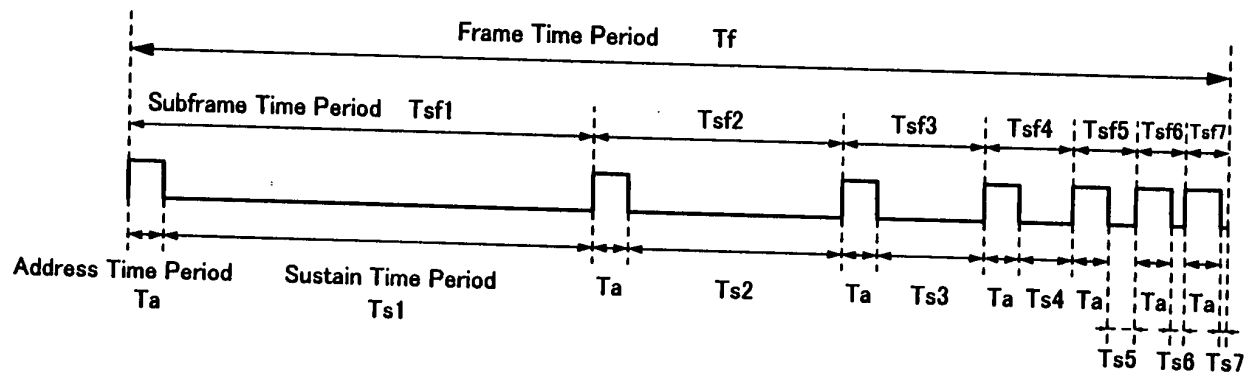 Frame Time Period Tf
Subframe Time Period Tsf1 Tsf2 Tsf3 Tsf4 Tsf5 Tsf6 Tsf7
Address Time Period Sustain Time Period Ta Ts2 Ta Ts3 Ta Ts4 Ta Ta Ta
Ta Ts1
Ts5 Ts6 Ts7